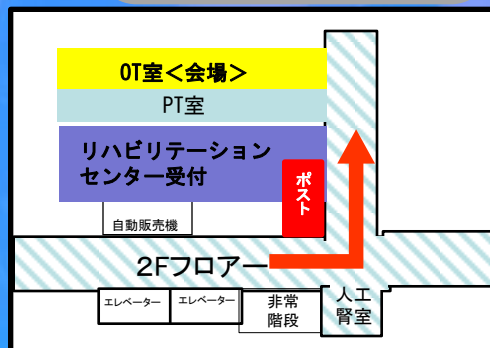 OT室<会場>
PT室
リハビリテーション
センター受付
ポスト
自動販売機
2Fフロアー
エレベーター
エレベーター
非常
階段
人工
腎室